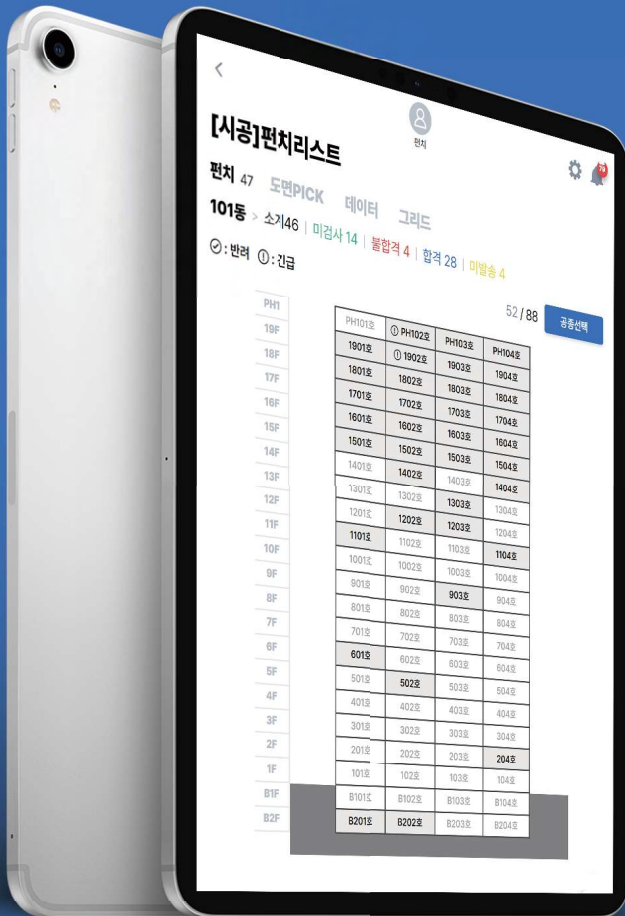 펀치
[시공]펀치리스트
79
펀치 47 도면PICK 데이터 그리드
101동 > 소기46 | 미검사 14 | 불합격 4 | 합격 28 | 미발송 4
: 반려 : 긴급
52 / 88 공종선택
PH1 PH101호 PH102호 PH103호 PH104호
19F 1901호 1902호 1903호 1904호
18F 1801호 1802호 1803호 1804호
17F 1701호 1702호 1703호 1704호
16F 1601호 1602호 1603호 1604호
15F 1501호 1502호 1503호 1504호
14F 1401호 1402호 1403호 1404호
13F 1301호 1302호 1303호 1304호
12F 1201호 1202호 1203호 1204호
11F 1101호 1102호 1103호 1104호
10F 1001호 1002호 1003호 1004호
9F 901호 902호 903호 904호
8F 801호 802호 803호 804호
7F 701호 702호 703호 704호
6F 601호 602호 603호 604호
5F 501호 502호 503호 504호
4F 401호 402호 403호 404호
3F 301호 302호 303호 304호
2F 201호 202호 203호 204호
1F 101호 102호 103호 104호
B1F B101호 B102호 B103호 B104호
B2F B201호 B202호 B203호 B204호